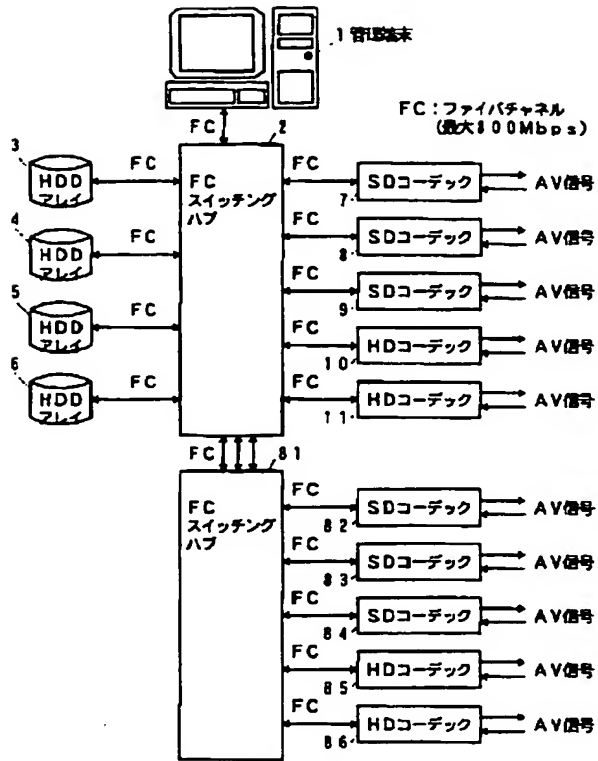 1 管理端末
FC:ファイバチャネル
(最大800Mbps)
FC
2
3
HDD
アレイ
FC
4
HDD
アレイ
FC
5
HDD
アレイ
FC
6
HDD
アレイ
FC
FC
スイッチング
ハブ
FC
7
SDコーデック
AV信号
FC
8
SDコーデック
AV信号
FC
9
SDコーデック
AV信号
FC
10
HDコーデック
AV信号
FC
11
HDコーデック
AV信号
FC
81
FC
スイッチング
ハブ
FC
82
SDコーデック
AV信号
FC
83
SDコーデック
AV信号
FC
84
SDコーデック
AV信号
FC
85
HDコーデック
AV信号
FC
86
HDコーデック
AV信号